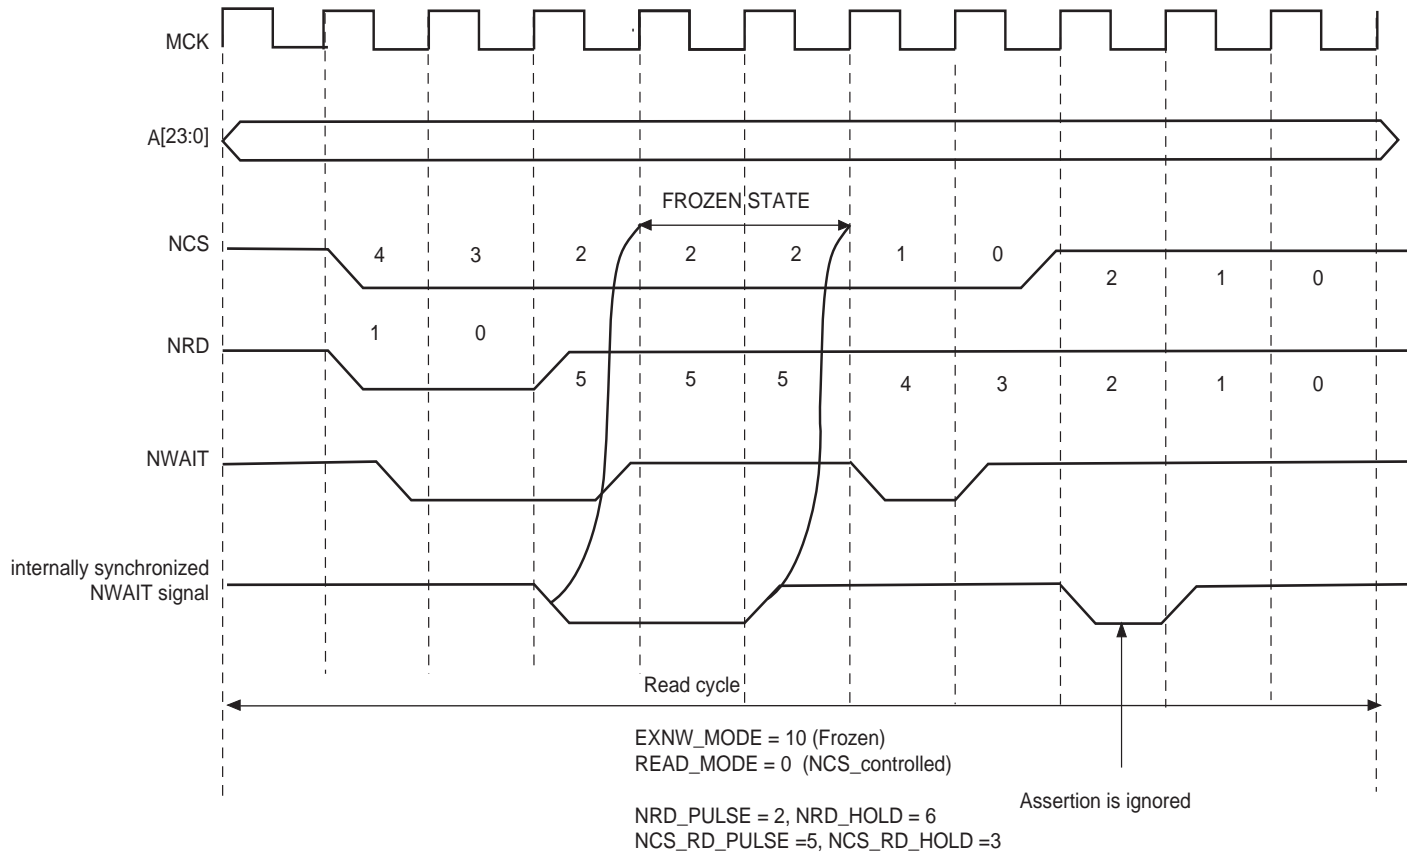 MCK
A[23:0]
FROZEN STATE
NCS
4 3 2 2 2 1 0
2 1 0
1 0
NRD
5 5 5 4 3 2 1 0
NWAIT
internally synchronized
NWAIT signal
Read cycle
EXNW_MODE = 10 (Frozen)
READ_MODE = 0 (NCS_controlled)
Assertion is ignored
NRD_PULSE = 2, NRD_HOLD = 6
NCS_RD_PULSE =5, NCS_RD_HOLD =3